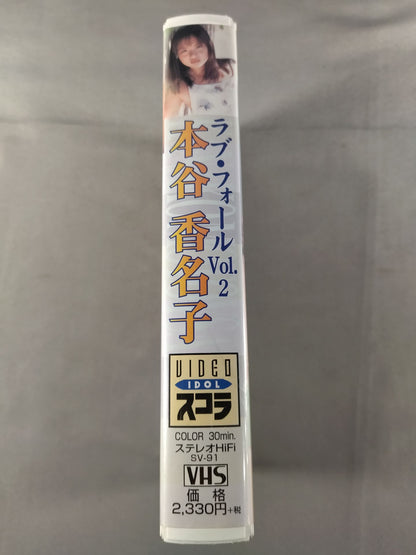 ラブ・フォール Vol. 2
本谷 香名子
VIDEO
IDOL
スコラ
COLOR 30min.
ステレオHiFi
SV-91
VHS
価格
2,330円+税